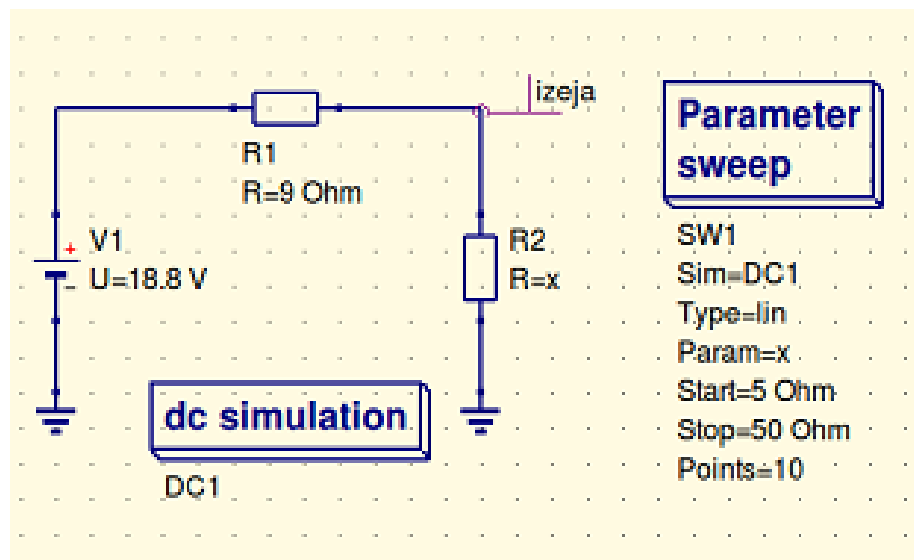 izeja
R1
R=9 Ohm
V1
U=18.8 V
R2
R=x
dc simulation
DC1
Parameter
sweep
SW1
Sim=DC1
Type=lin
Param=x
Start=5 Ohm
Stop=50 Ohm
Points=10